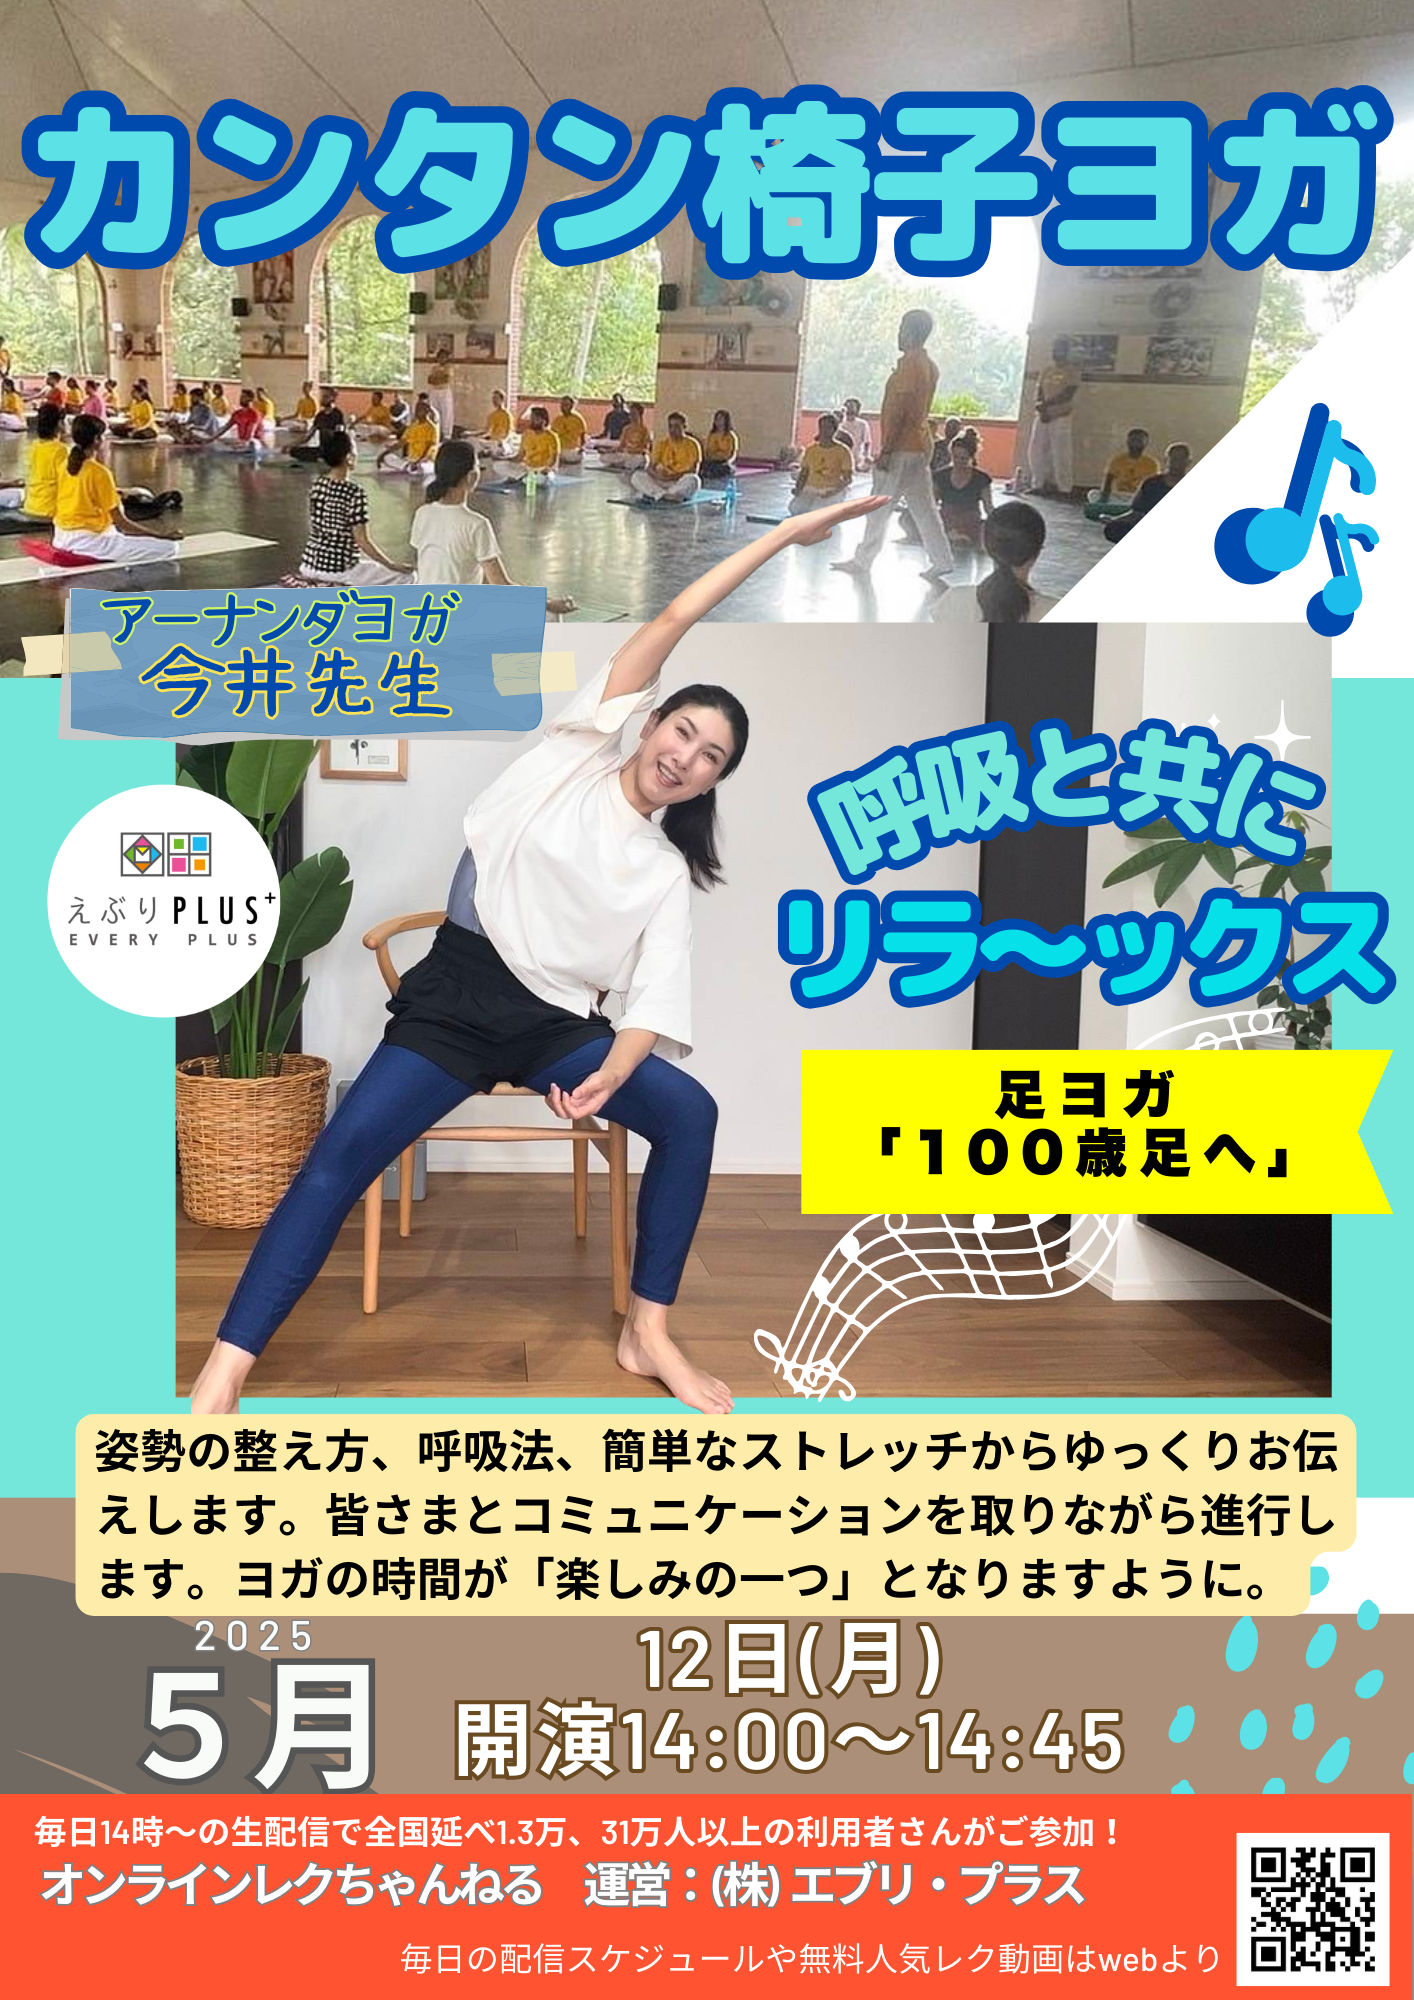 カンタン椅子ヨガ
アーナンダヨガ
今井先生
えぶりPLUS+
EVERY PLUS
呼吸と共に
リラ～ックス
足ヨガ
「100歳足へ」
姿勢の整え方、呼吸法、簡単なストレッチからゆっくりお伝
えします。皆さまとコミュニケーションを取りながら進行し
ます。ヨガの時間が「楽しみの一つ」となりますように。
2025
5月
12日(月)
開演14:00～14:45
毎日14時～の生配信で全国延べ1.3万、31万人以上の利用者さんがご参加！
オンラインレクちゃんねる　運営：(株) エブリ・プラス
毎日の配信スケジュールや無料人気レク動画はwebより